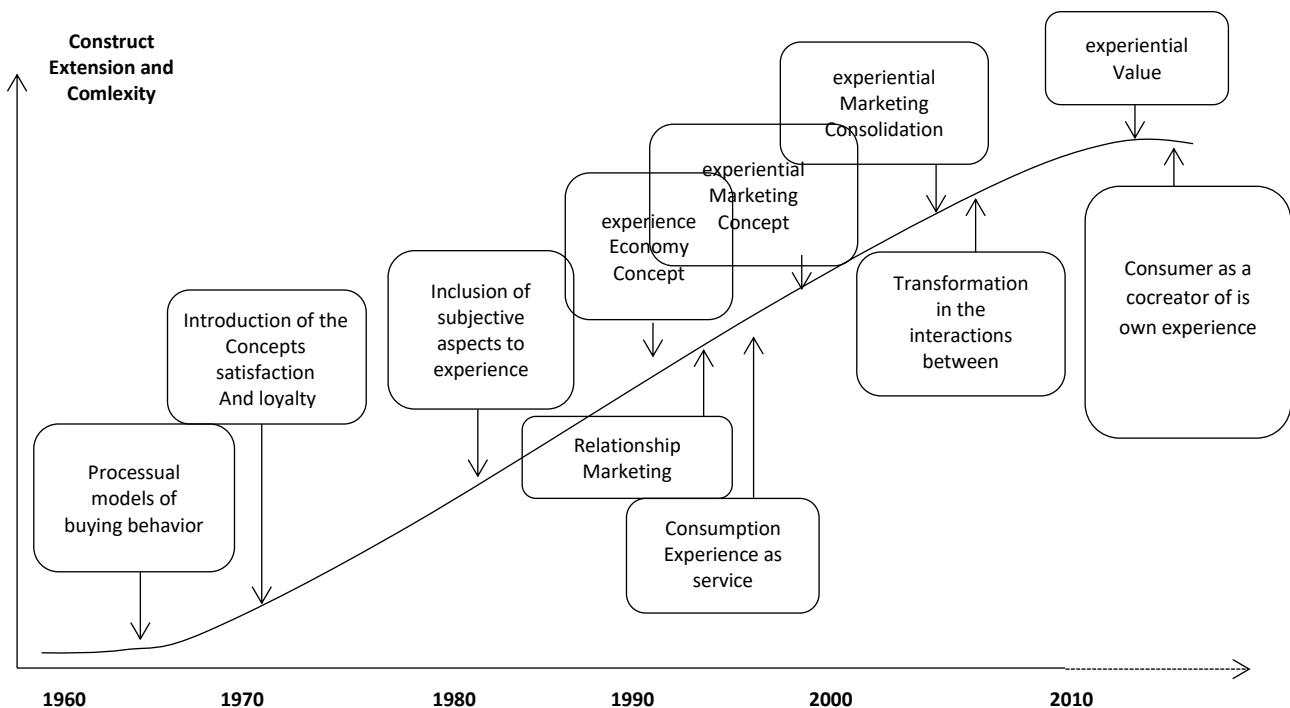 Construct
Extension and
Comlexity
Processual
models of
buying behavior
Introduction of the
Concepts
satisfaction
And loyalty
Inclusion of
subjective
aspects to
experience
experience
Economy
Concept
experiential
Marketing
Concept
experiential
Marketing
Consolidation
experiential
Value
Relationship
Marketing
Consumption
Experience as
service
Transformation
in the
interactions
between
Consumer as a
cocreator of is
own experience
1960
1970
1980
1990
2000
2010